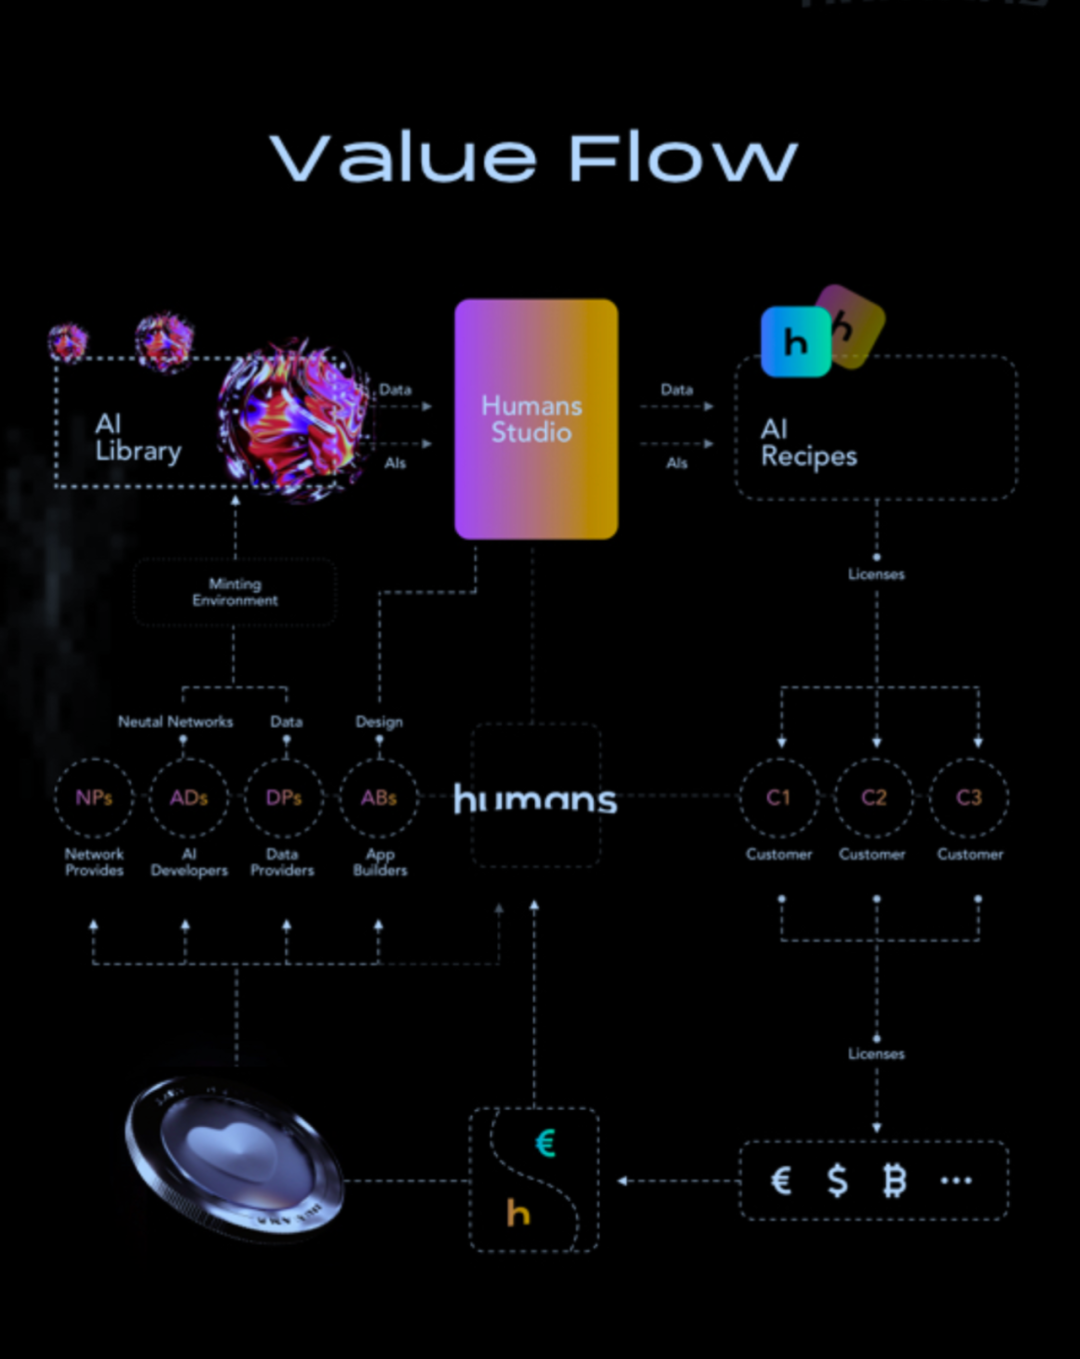 Value Flow
h
h
Data
Data
AI
Library
Humans
Studio
AI
Recipes
AIs
AIs
Minting
Environment
Licenses
Neutal Networks
Data
Design
NPs
ADs
DPs
ABs
humans
C1
C2
C3
Network
Provides
AI
Developers
Data
Providers
App
Builders
Customer
Customer
Customer
Licenses
€
h
€ $ ₿ ...